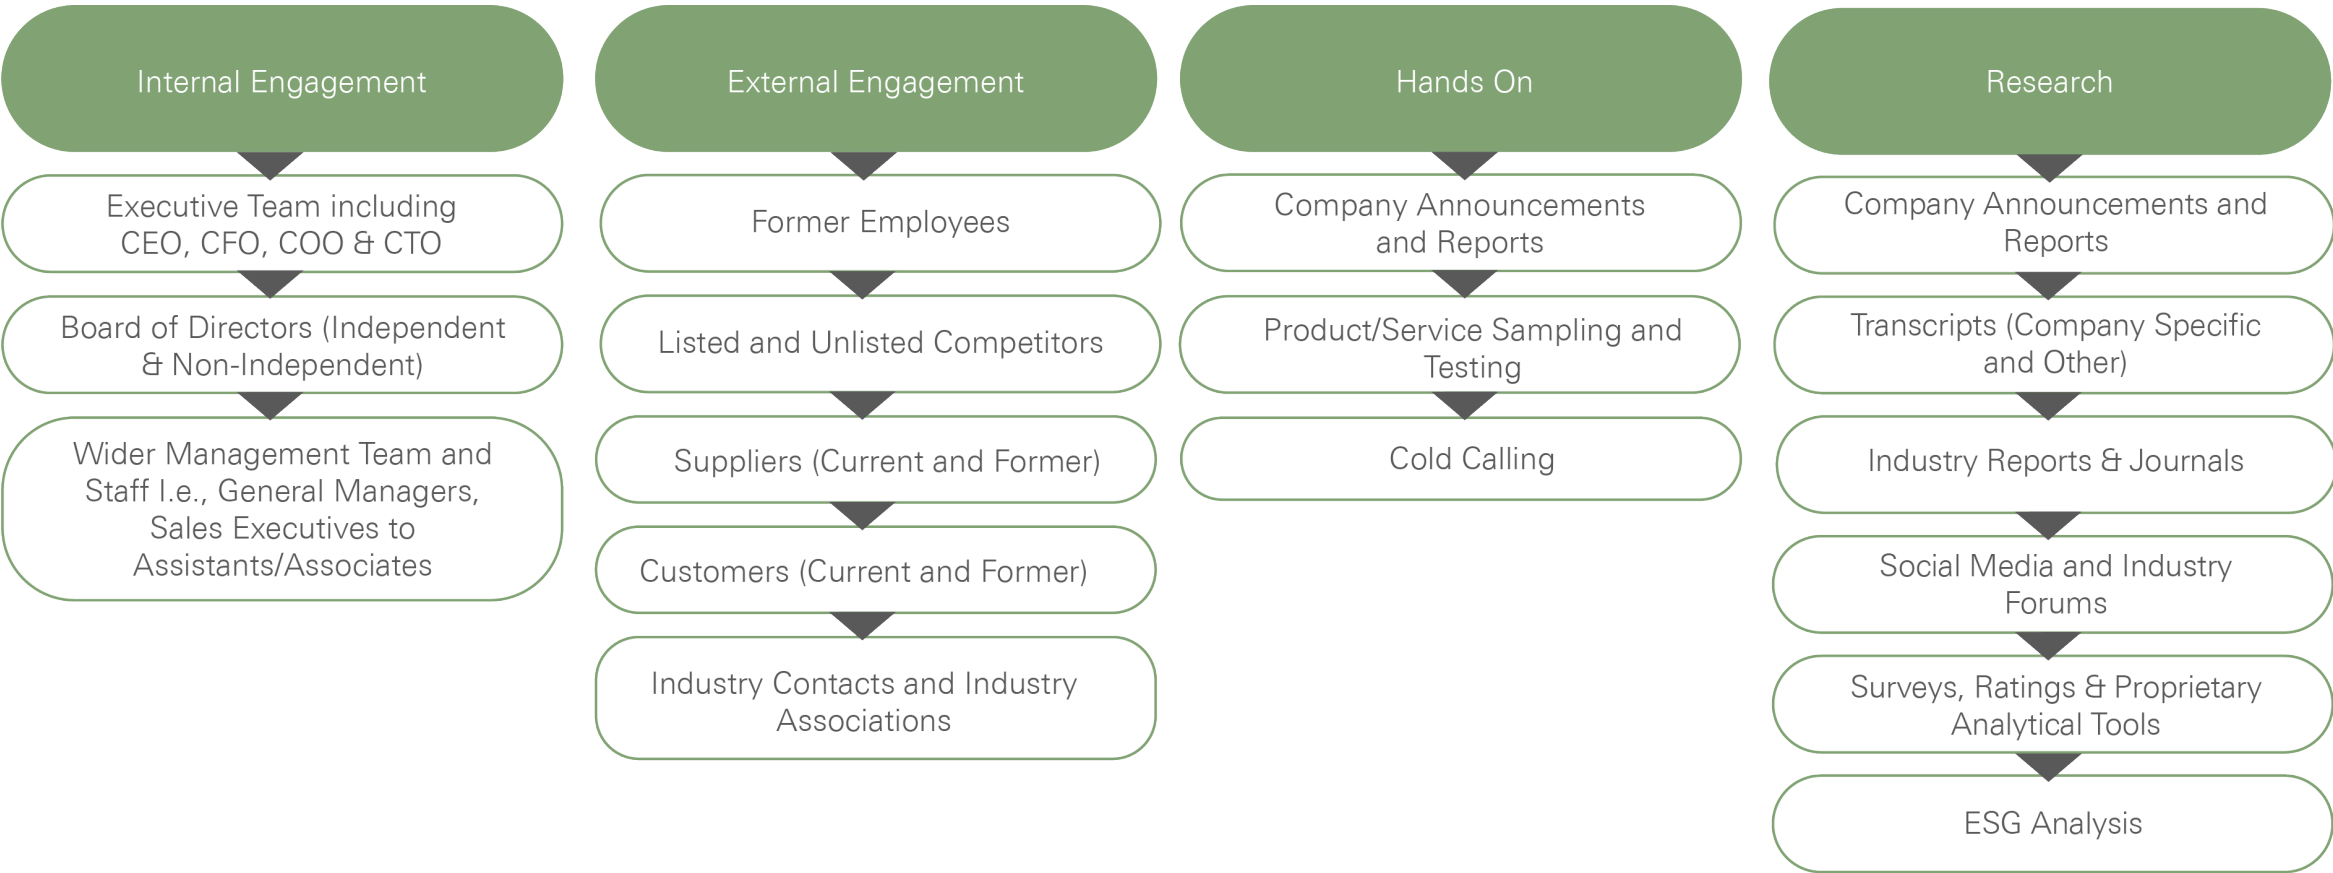 Internal Engagement
Executive Team including
CEO, CFO, COO & CTO
Board of Directors (Independent
& Non-Independent)
Wider Management Team and
Staff I.e., General Managers,
Sales Executives to
Assistants/Associates
External Engagement
Former Employees
Listed and Unlisted Competitors
Suppliers (Current and Former)
Customers (Current and Former)
Industry Contacts and Industry
Associations
Hands On
Company Announcements
and Reports
Product/Service Sampling and
Testing
Cold Calling
Research
Company Announcements and
Reports
Transcripts (Company Specific
and Other)
Industry Reports & Journals
Social Media and Industry
Forums
Surveys, Ratings & Proprietary
Analytical Tools
ESG Analysis